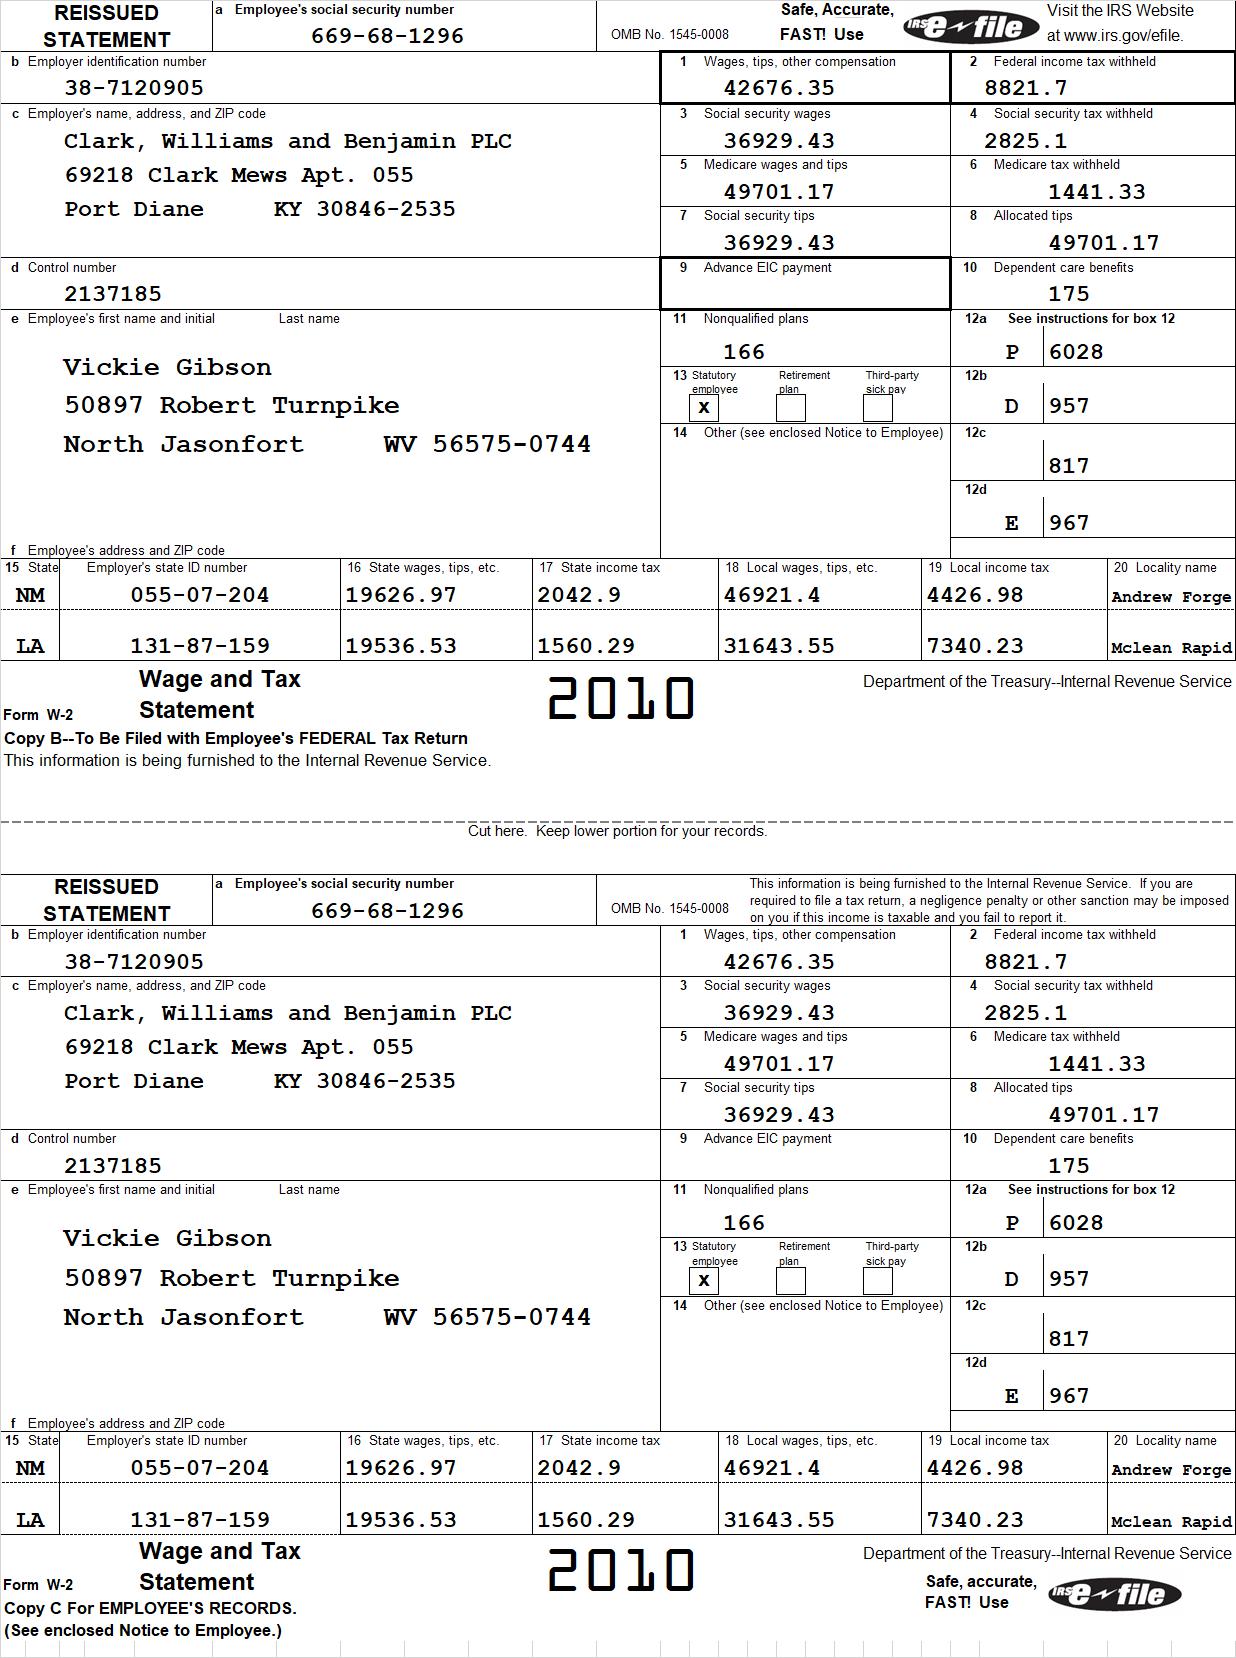 REISSUED STATEMENT
a Employee's social security number
669-68-1296
OMB No. 1545-0008
Safe, Accurate,
FAST! Use
IRS e-file
Visit the IRS Website
at www.irs.gov/efile.
b Employer identification number
38-7120905
1 Wages, tips, other compensation
42676.35
2 Federal income tax withheld
8821.7
c Employer's name, address, and ZIP code
Clark, Williams and Benjamin PLC
69218 Clark Mews Apt. 055
Port Diane KY 30846-2535
3 Social security wages
36929.43
4 Social security tax withheld
2825.1
5 Medicare wages and tips
49701.17
6 Medicare tax withheld
1441.33
7 Social security tips
36929.43
8 Allocated tips
49701.17
d Control number
2137185
9 Advance EIC payment
10 Dependent care benefits
175
e Employee's first name and initial Last name
Vickie Gibson
50897 Robert Turnpike
North Jasonfort WV 56575-0744
f Employee's address and ZIP code
11 Nonqualified plans
166
12a See instructions for box 12
P 6028
13 Statutory employee Retirement plan Third-party sick pay
x
12b
D 957
14 Other (see enclosed Notice to Employee)
12c
817
12d
E 967
15 State Employer's state ID number 16 State wages, tips, etc. 17 State income tax 18 Local wages, tips, etc. 19 Local income tax 20 Locality name
NM 055-07-204 19626.97 2042.9 46921.4 4426.98 Andrew Forge
LA 131-87-159 19536.53 1560.29 31643.55 7340.23 Mclean Rapid
Form W-2
Wage and Tax
Statement
2010
Department of the Treasury--Internal Revenue Service
Copy B--To Be Filed with Employee's FEDERAL Tax Return
This information is being furnished to the Internal Revenue Service.
Cut here. Keep lower portion for your records.
REISSUED STATEMENT
a Employee's social security number
669-68-1296
OMB No. 1545-0008
This information is being furnished to the Internal Revenue Service. If you are
required to file a tax return, a negligence penalty or other sanction may be imposed
on you if this income is taxable and you fail to report it.
b Employer identification number
38-7120905
1 Wages, tips, other compensation
42676.35
2 Federal income tax withheld
8821.7
c Employer's name, address, and ZIP code
Clark, Williams and Benjamin PLC
69218 Clark Mews Apt. 055
Port Diane KY 30846-2535
3 Social security wages
36929.43
4 Social security tax withheld
2825.1
5 Medicare wages and tips
49701.17
6 Medicare tax withheld
1441.33
7 Social security tips
36929.43
8 Allocated tips
49701.17
d Control number
2137185
9 Advance EIC payment
10 Dependent care benefits
175
e Employee's first name and initial Last name
Vickie Gibson
50897 Robert Turnpike
North Jasonfort WV 56575-0744
f Employee's address and ZIP code
11 Nonqualified plans
166
12a See instructions for box 12
P 6028
13 Statutory employee Retirement plan Third-party sick pay
x
12b
D 957
14 Other (see enclosed Notice to Employee)
12c
817
12d
E 967
15 State Employer's state ID number 16 State wages, tips, etc. 17 State income tax 18 Local wages, tips, etc. 19 Local income tax 20 Locality name
NM 055-07-204 19626.97 2042.9 46921.4 4426.98 Andrew Forge
LA 131-87-159 19536.53 1560.29 31643.55 7340.23 Mclean Rapid
Form W-2
Wage and Tax
Statement
2010
Department of the Treasury--Internal Revenue Service
Safe, accurate,
FAST! Use
IRS e-file
Copy C For EMPLOYEE'S RECORDS.
(See enclosed Notice to Employee.)